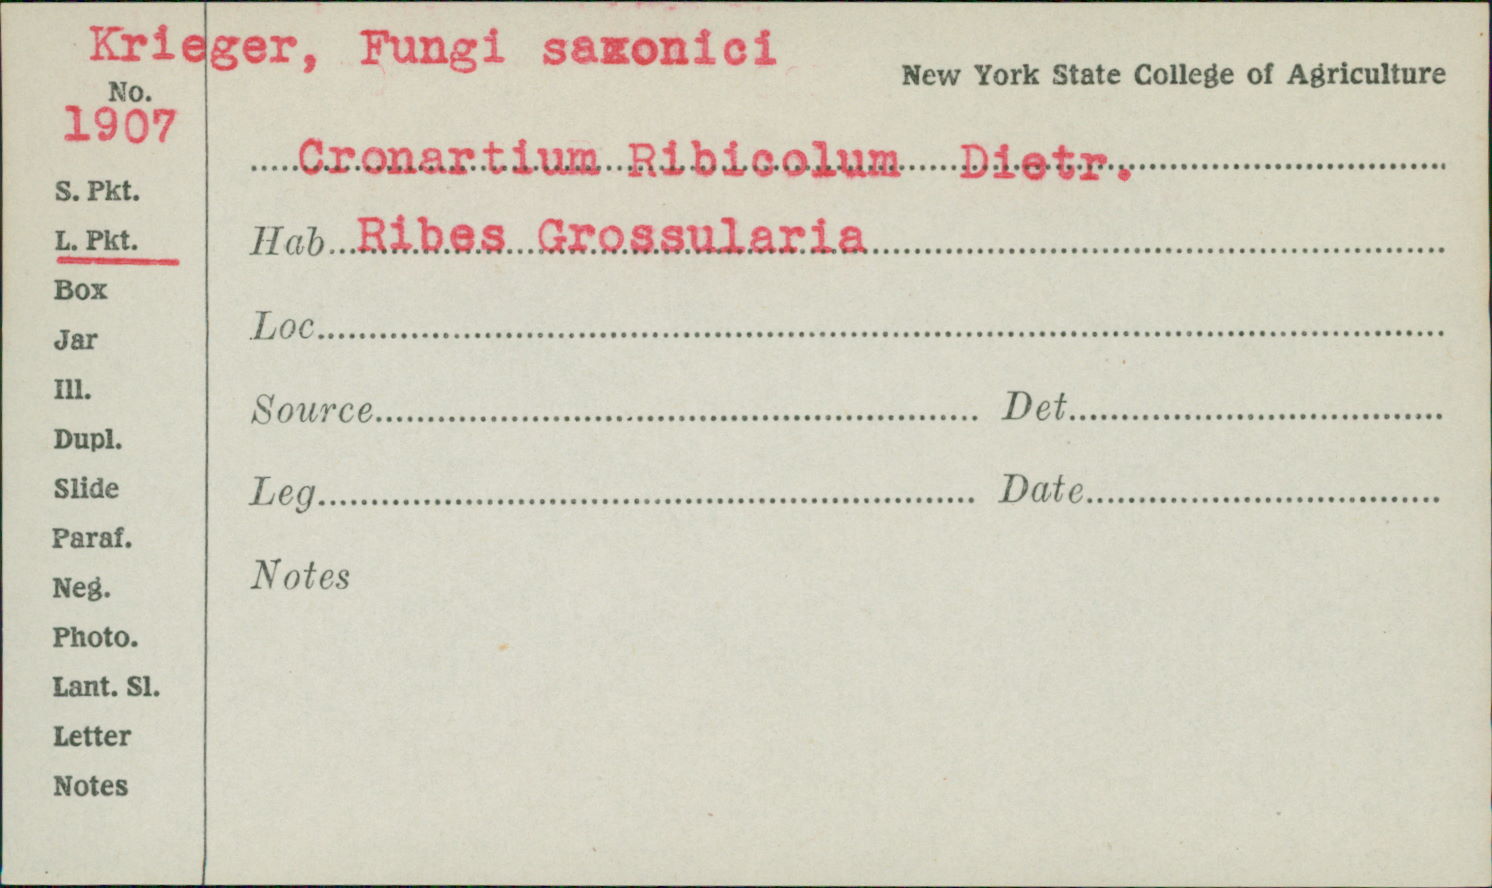 Krieger, Fungi saxonici
New York State College of Agriculture
No.
1907
Cronartium Ribicolum Dietr.
S. Pkt.
L. Pkt.
Hab Ribes Grossularia
Box
Loc
Jar
Ill.
Source Det
Dupl.
Slide
Leg Date
Paraf.
Notes
Neg.
Photo.
Lant. Sl.
Letter
Notes